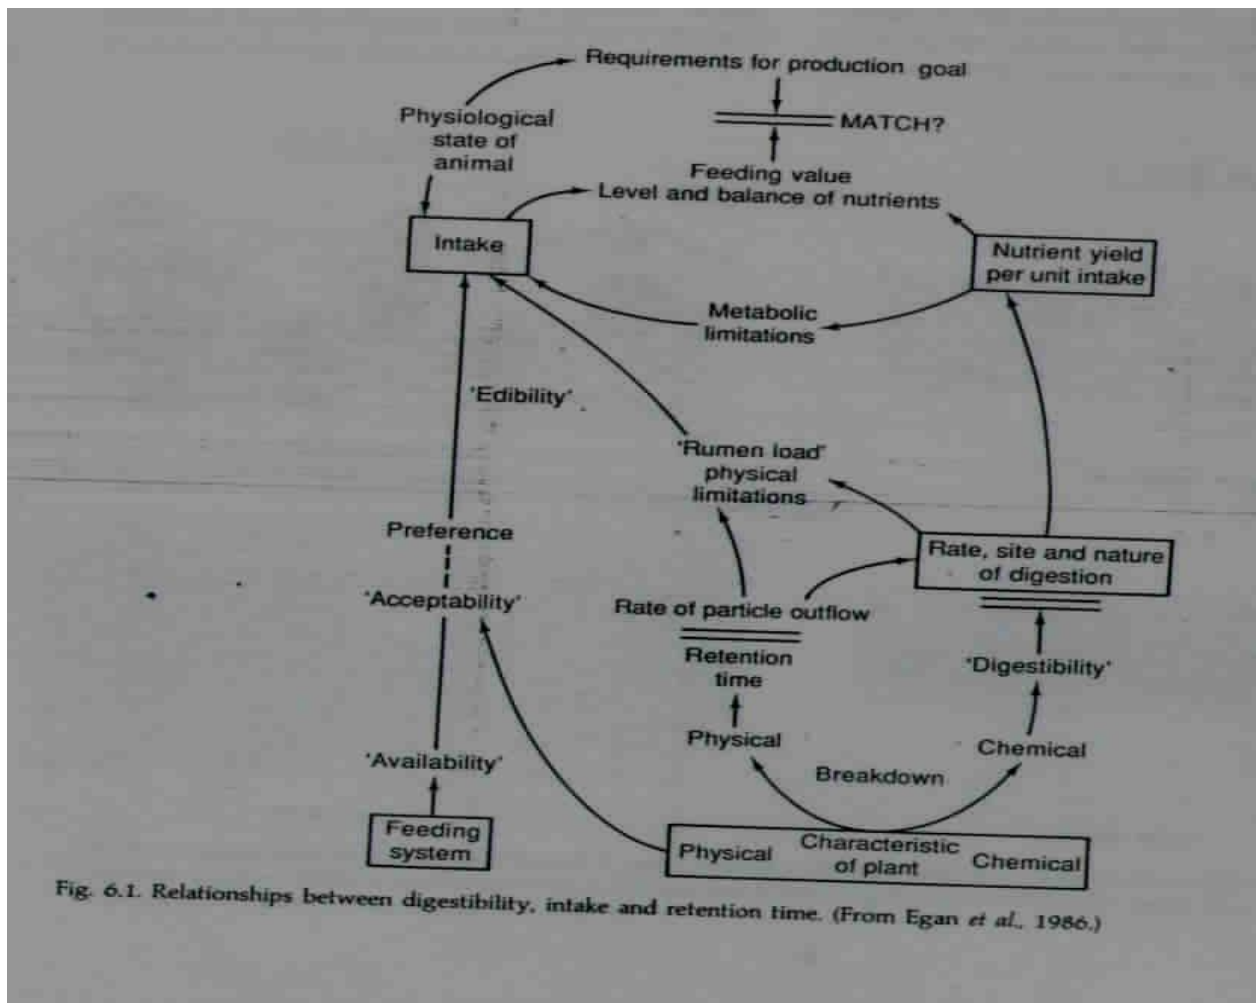 Requirements for production goal
Physiological
state of
animal
MATCH?
Feeding value
Level and balance of nutrients
Intake
Nutrient yield
per unit intake
Metabolic
limitations
'Edibility'
'Rumen load'
physical
limitations
Preference
Rate, site and nature
of digestion
'Acceptability'
Rate of particle outflow
Retention
time
'Digestibility'
Physical
Chemical
'Availability'
Breakdown
Feeding
system
Physical
Characteristic
of plant
Chemical
Fig. 6.1. Relationships between digestibility, intake and retention time. (From Egan et al., 1986.)